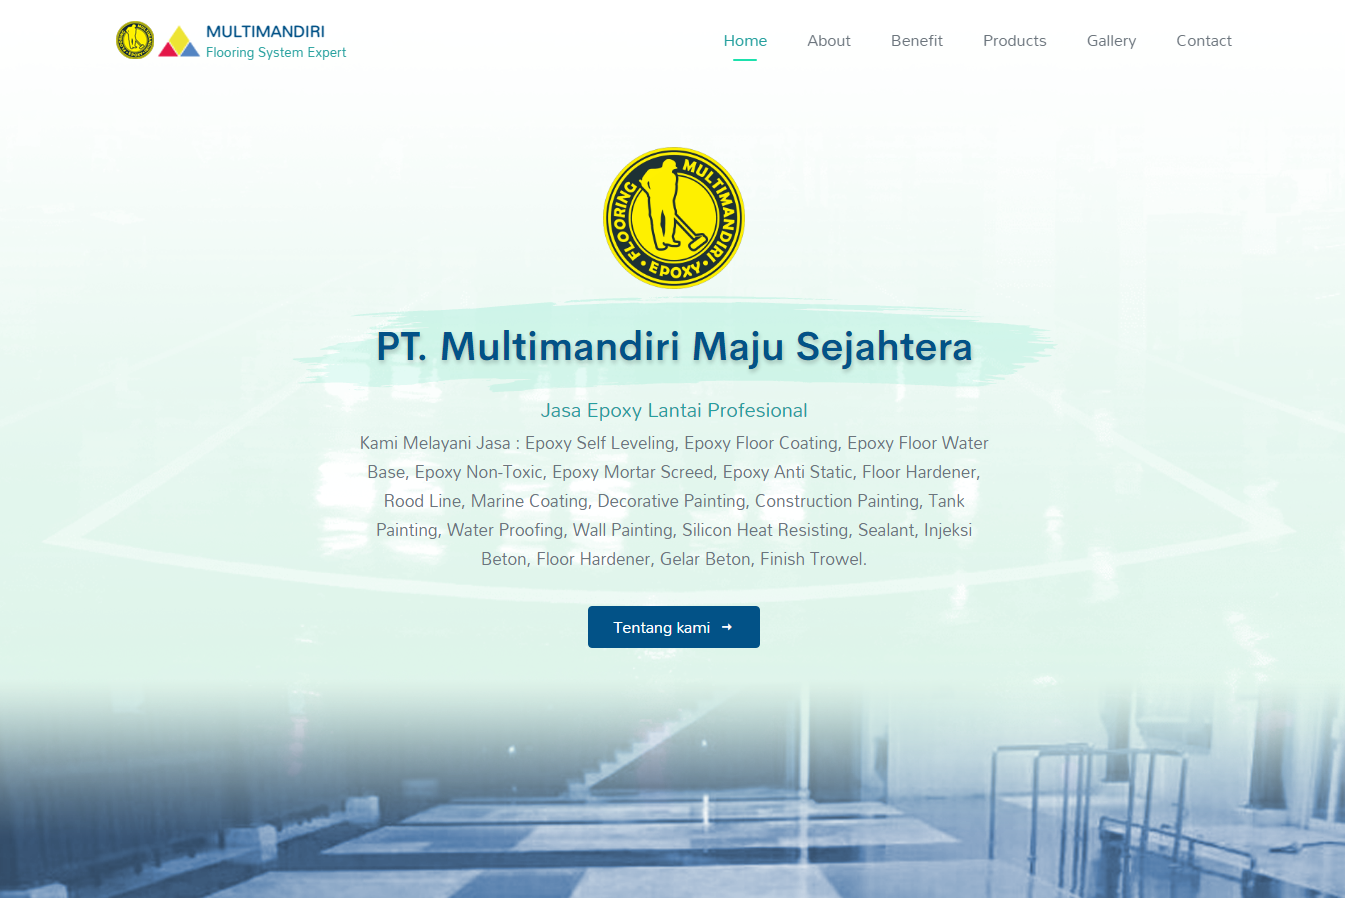 MULTIMANDIRI
Flooring System Expert
Home About Benefit Products Gallery Contact
FLOORING MULTIMANDIRI
• EPOXY •
PT. Multimandiri Maju Sejahtera
Jasa Epoxy Lantai Profesional
Kami Melayani Jasa : Epoxy Self Leveling, Epoxy Floor Coating, Epoxy Floor Water
Base, Epoxy Non-Toxic, Epoxy Mortar Screed, Epoxy Anti Static, Floor Hardener,
Rood Line, Marine Coating, Decorative Painting, Construction Painting, Tank
Painting, Water Proofing, Wall Painting, Silicon Heat Resisting, Sealant, Injeksi
Beton, Floor Hardener, Gelar Beton, Finish Trowel.
Tentang kami →